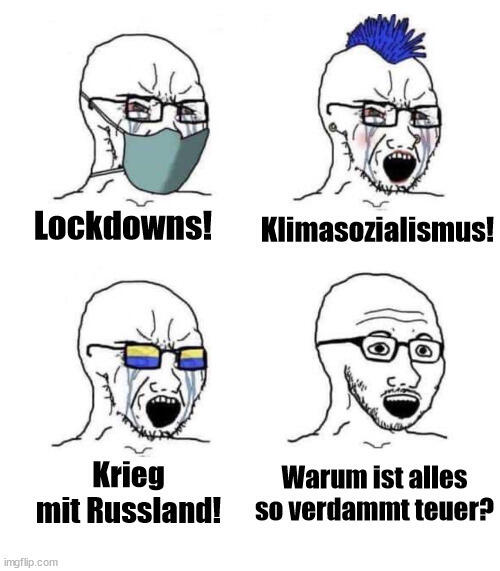 Lockdowns!
Klimasozialismus!
Krieg
mit Russland!
Warum ist alles
so verdammt teuer?
imgflip.com